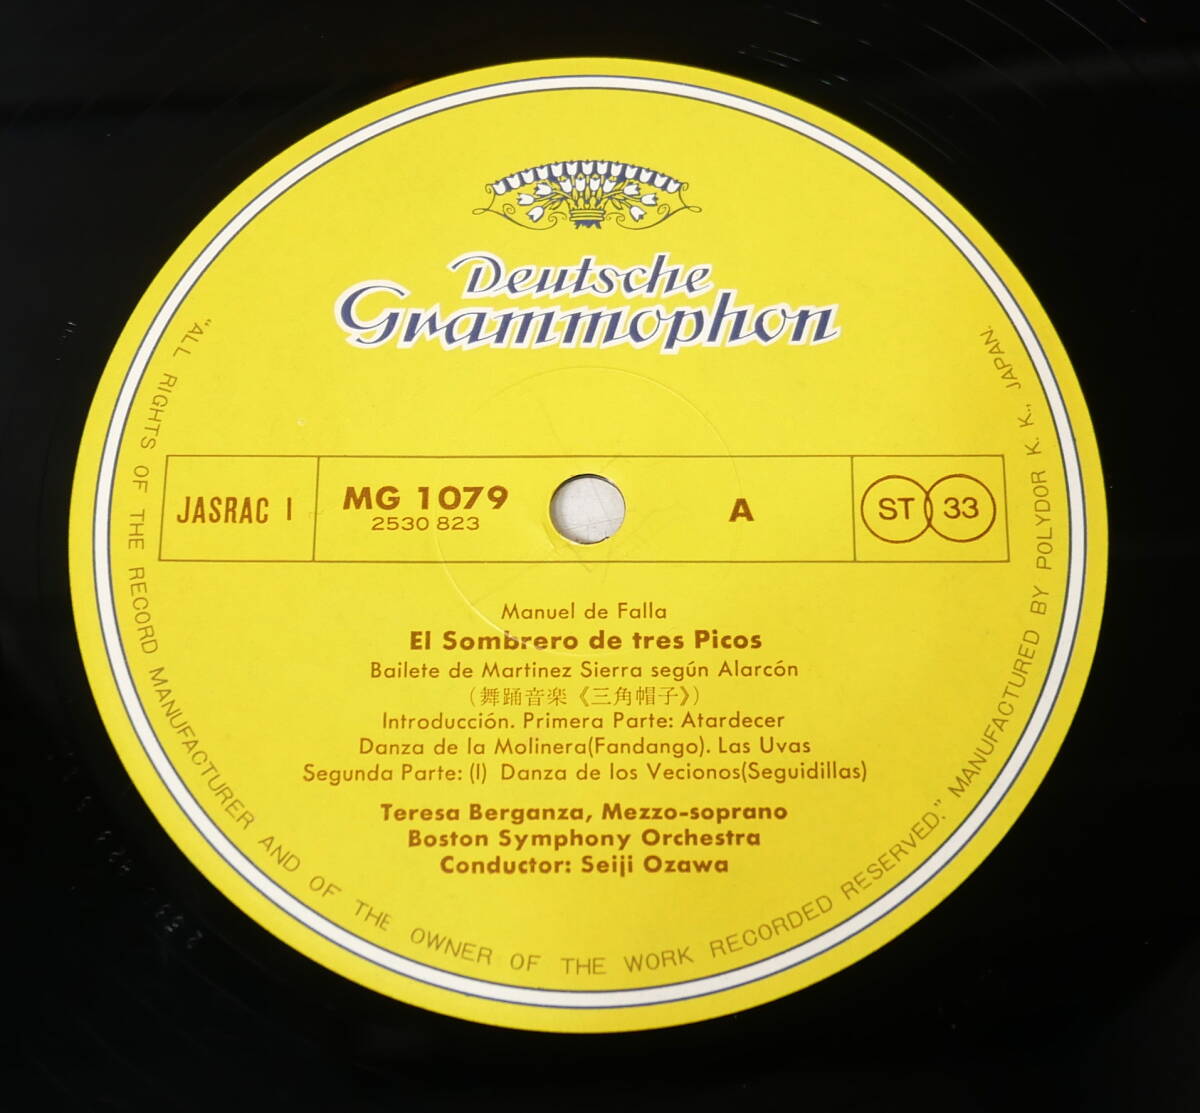 Deutsche
Grammophon
JASRAC I
MG 1079
2530 823
A
ST 33
Manuel de Falla
El Sombrero de tres Picos
Bailete de Martinez Sierra según Alarcón
(舞踊音楽《三角帽子》)
Introducción. Primera Parte: Atardecer
Danza de la Molinera(Fandango). Las Uvas
Segunda Parte: (I) Danza de los Vecionos(Seguidillas)
Teresa Berganza, Mezzo-soprano
Boston Symphony Orchestra
Conductor: Seiji Ozawa
"ALL RIGHTS OF THE RECORD MANUFACTURER AND OF THE OWNER OF THE WORK RECORDED RESERVED." MANUFACTURED BY POLYDOR K. K., JAPAN.